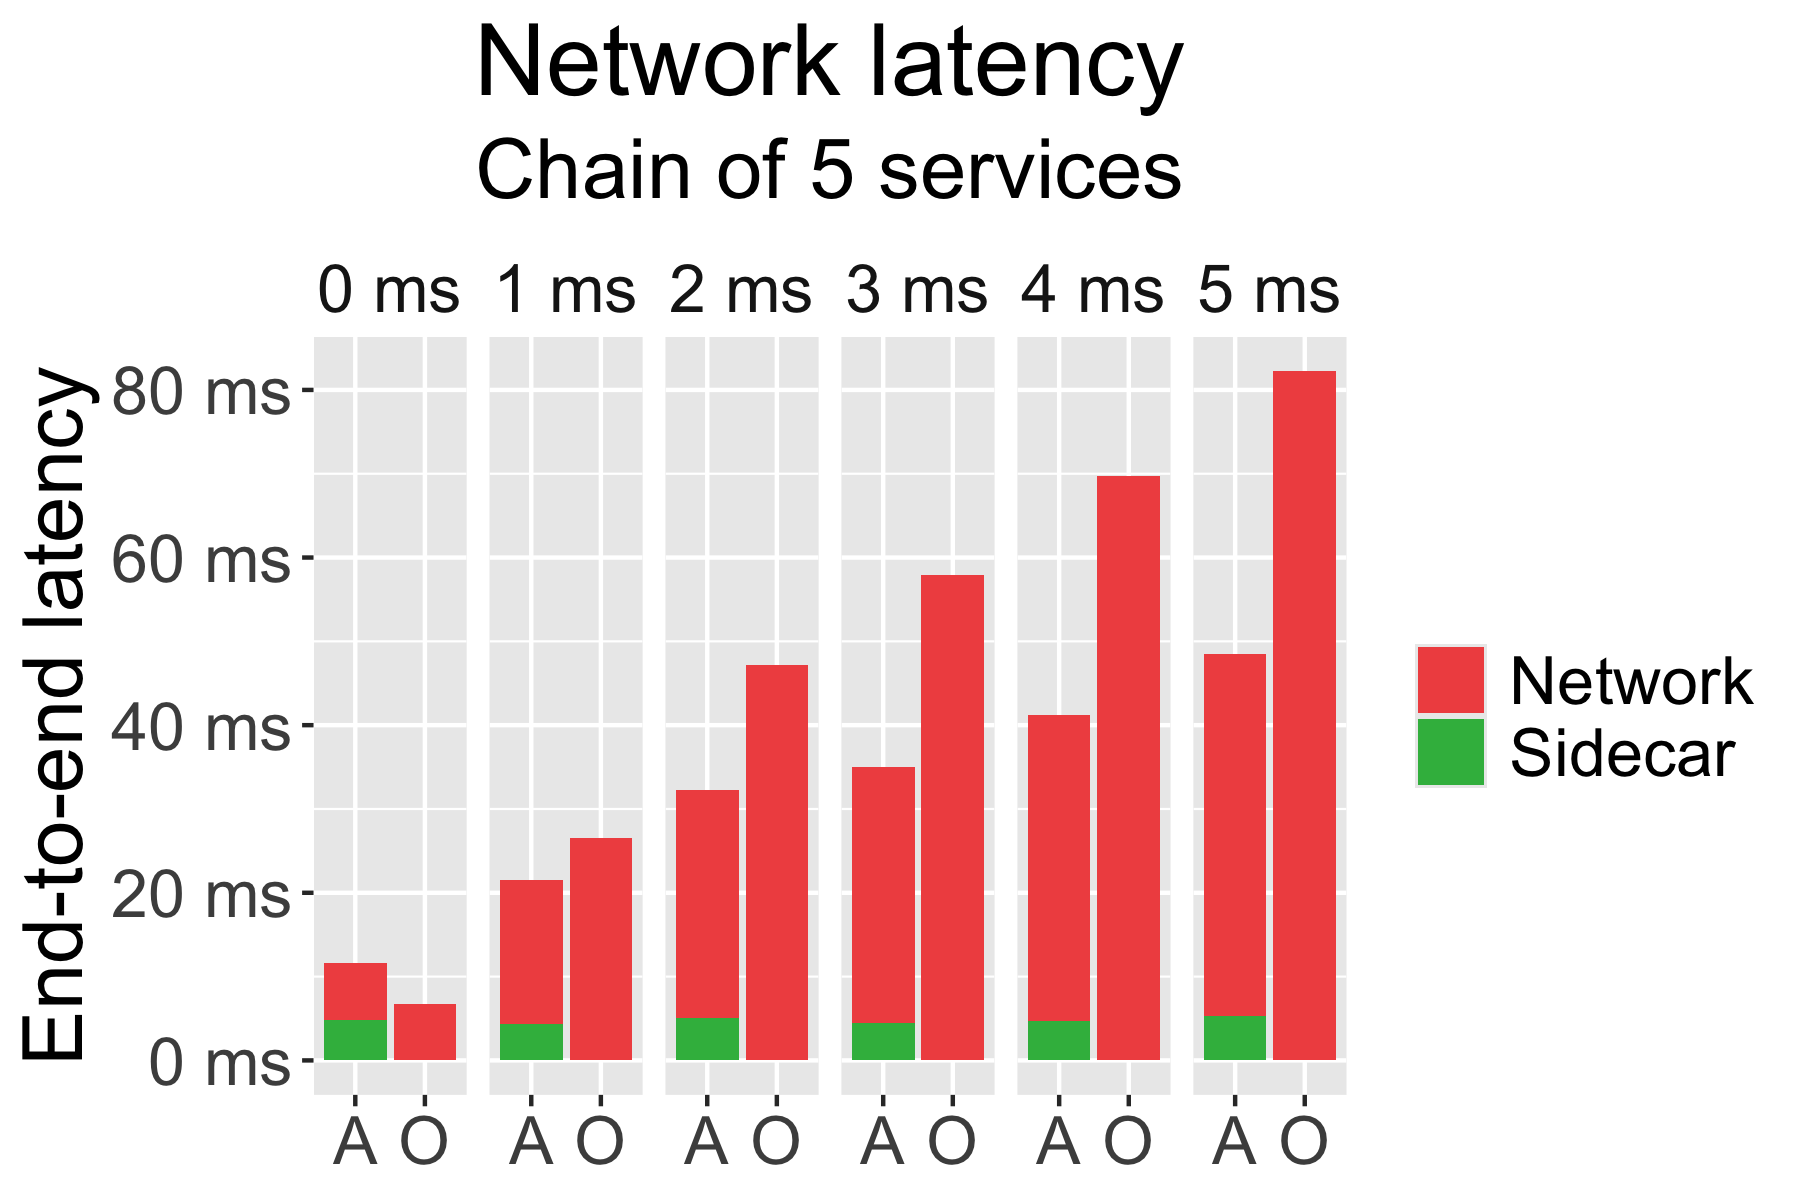 Network latency
Chain of 5 services
0 ms 1 ms 2 ms 3 ms 4 ms 5 ms
End-to-end latency
80 ms
60 ms
40 ms
20 ms
0 ms
A O A O A O A O A O A O
Network
Sidecar